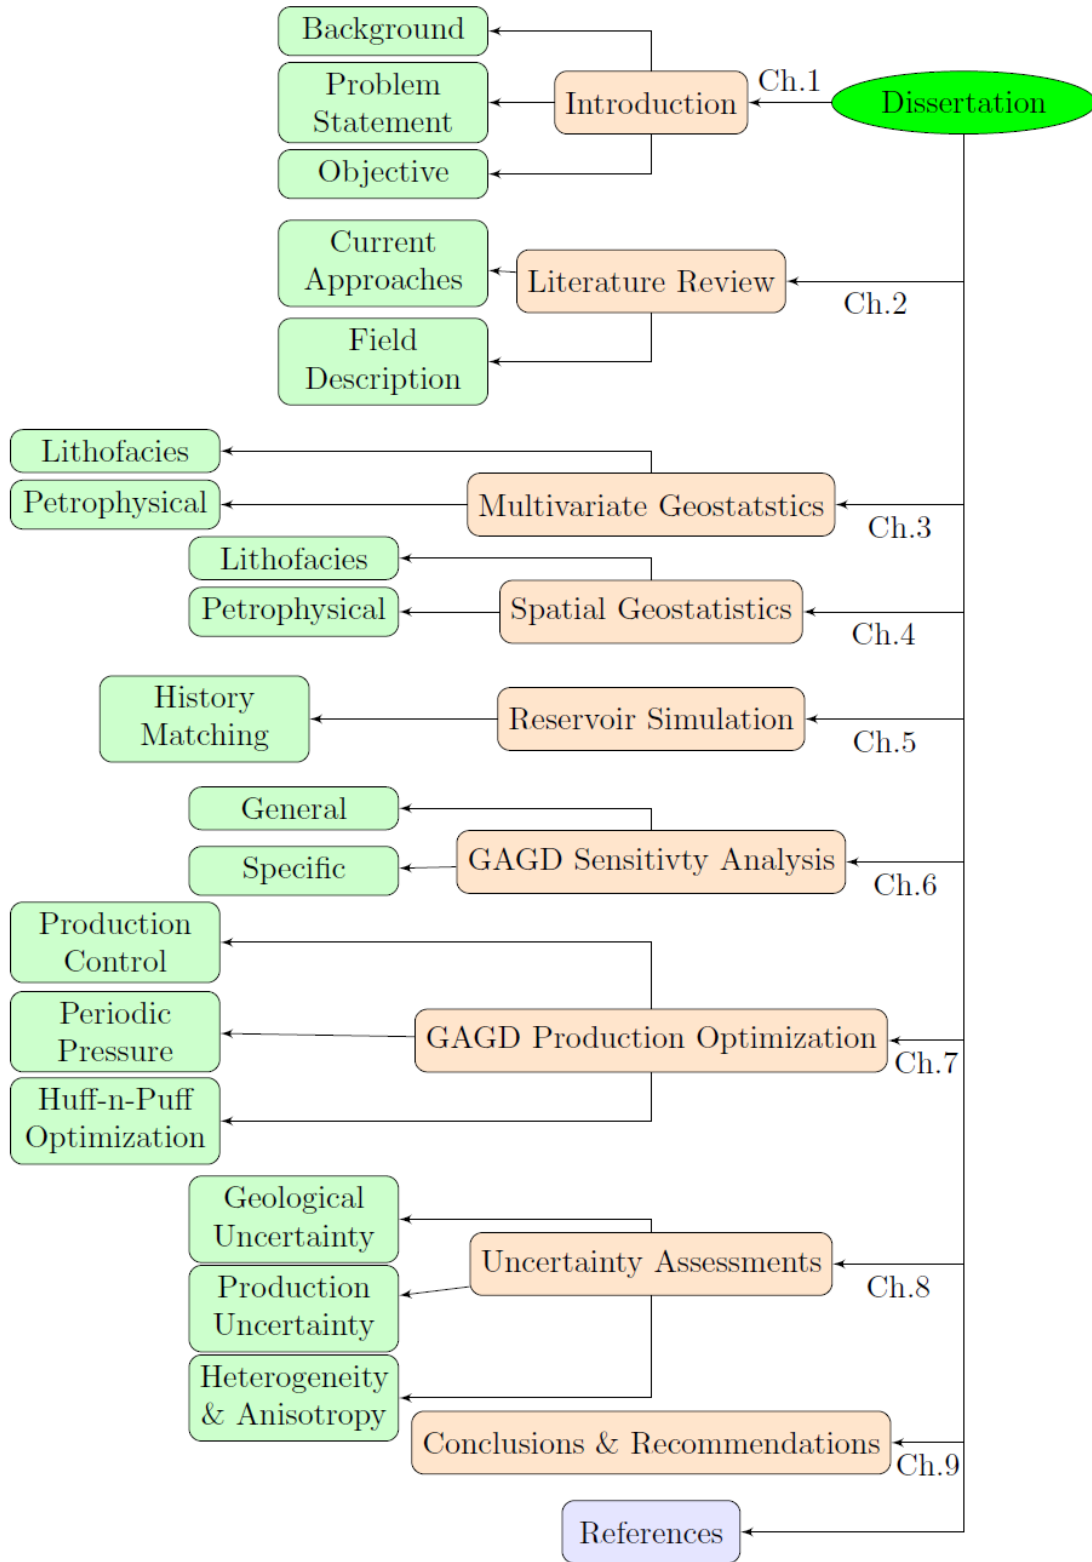 Dissertation
Ch.1
Introduction
Background
Problem
Statement
Objective
Ch.2
Literature Review
Current
Approaches
Field
Description
Ch.3
Multivariate Geostatstics
Lithofacies
Petrophysical
Ch.4
Spatial Geostatistics
Lithofacies
Petrophysical
Ch.5
Reservoir Simulation
History
Matching
Ch.6
GAGD Sensitivty Analysis
General
Specific
Ch.7
GAGD Production Optimization
Production
Control
Periodic
Pressure
Huff-n-Puff
Optimization
Ch.8
Uncertainty Assessments
Geological
Uncertainty
Production
Uncertainty
Heterogeneity
& Anisotropy
Ch.9
Conclusions & Recommendations
References